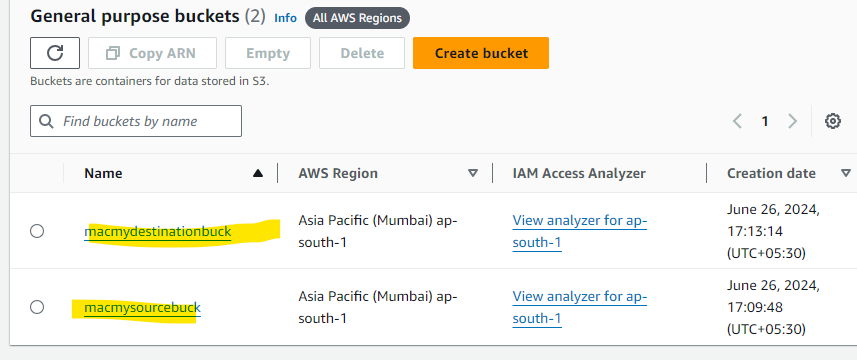 General purpose buckets (2) Info All AWS Regions
Copy ARN Empty Delete Create bucket
Buckets are containers for data stored in S3.
Find buckets by name 1
Name AWS Region IAM Access Analyzer Creation date
macmydestinationbuck
Asia Pacific (Mumbai) ap-
south-1
View analyzer for ap-
south-1
June 26, 2024,
17:13:14
(UTC+05:30)
macmysourcebuck
Asia Pacific (Mumbai) ap-
south-1
View analyzer for ap-
south-1
June 26, 2024,
17:09:48
(UTC+05:30)